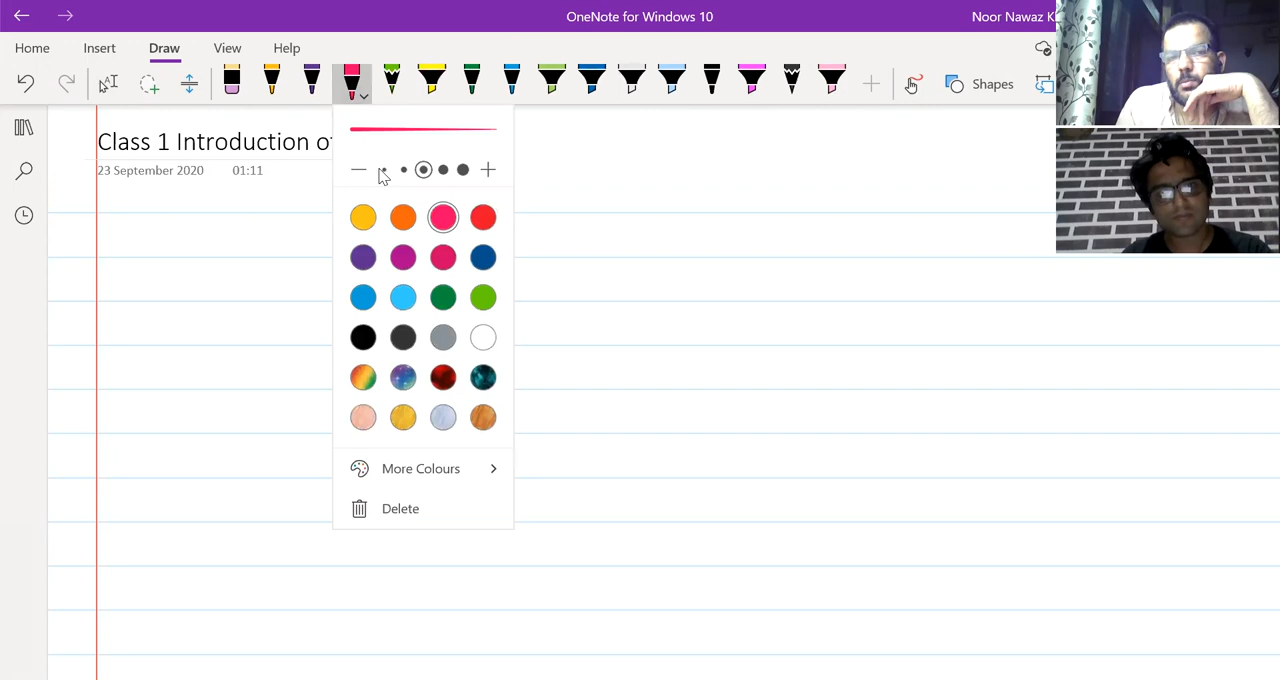 OneNote for Windows 10
Noor Nawaz K
Home Insert Draw View Help
Shapes
Class 1 Introduction of
23 September 2020 01:11
More Colours
Delete